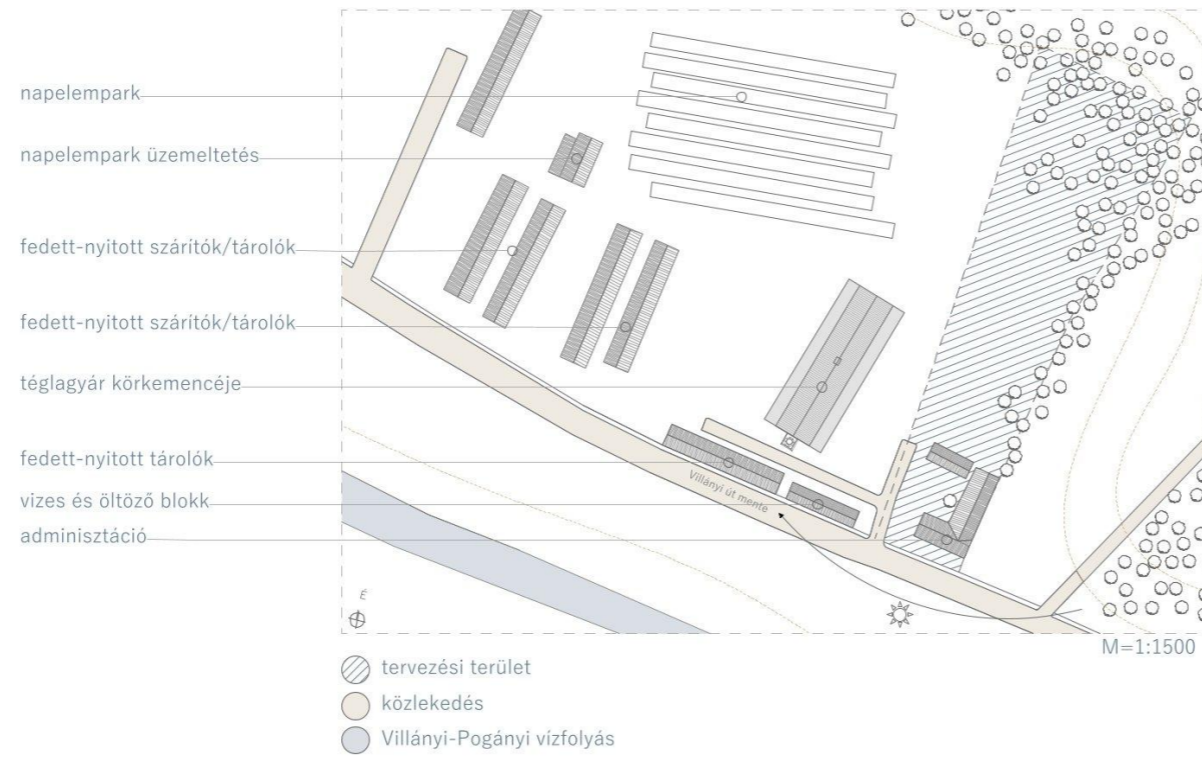 napelempark
napelempark üzemeltetés
fedett-nyitott szárítók/tárolók
fedett-nyitott szárítók/tárolók
téglagyár körkemencéje
fedett-nyitott tárolók
vizes és öltöző blokk
adminisztáció
Villányi út mente
É
M=1:1500
tervezési terület
közlekedés
Villányi-Pogányi vízfolyás